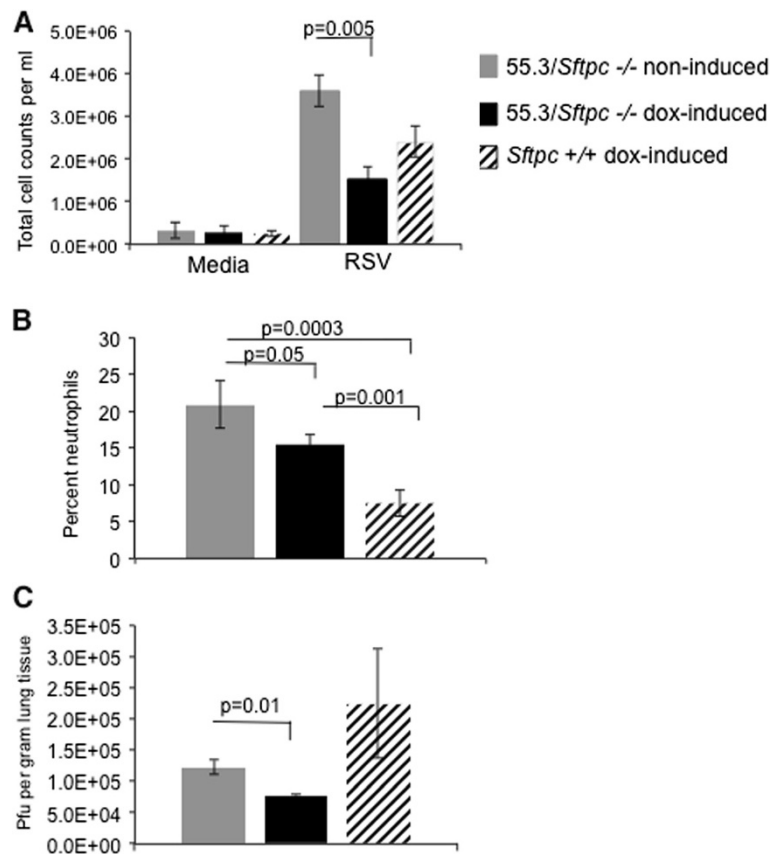 A
5.0E+06
4.0E+06
3.0E+06
2.0E+06
1.0E+06
0.0E+00
Total cell counts per ml
p=0.005
Media
RSV
55.3/Sftpc -/- non-induced
55.3/Sftpc -/- dox-induced
Sftpc +/+ dox-induced
B
30
25
20
15
10
5
0
Percent neutrophils
p=0.0003
p=0.05
p=0.001
C
3.5E+05
3.0E+05
2.5E+05
2.0E+05
1.5E+05
1.0E+05
5.0E+04
0.0E+00
Pfu per gram lung tissue
p=0.01